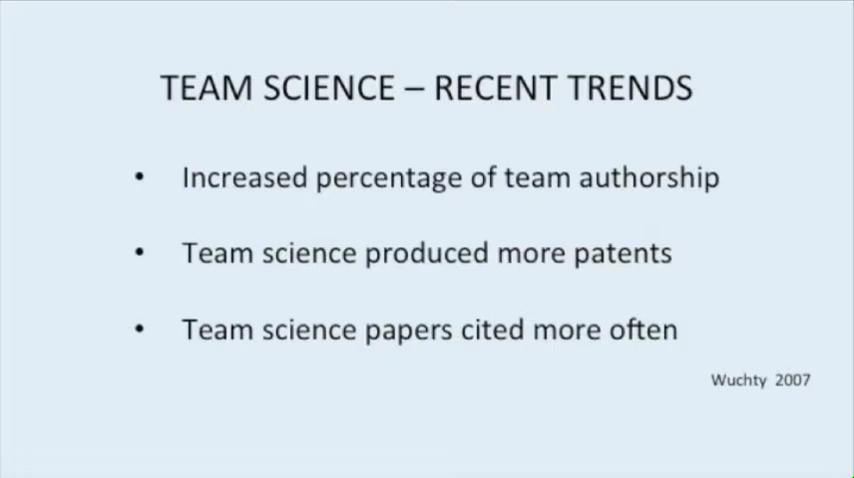 TEAM SCIENCE – RECENT TRENDS
• Increased percentage of team authorship
• Team science produced more patents
• Team science papers cited more often
Wuchty 2007